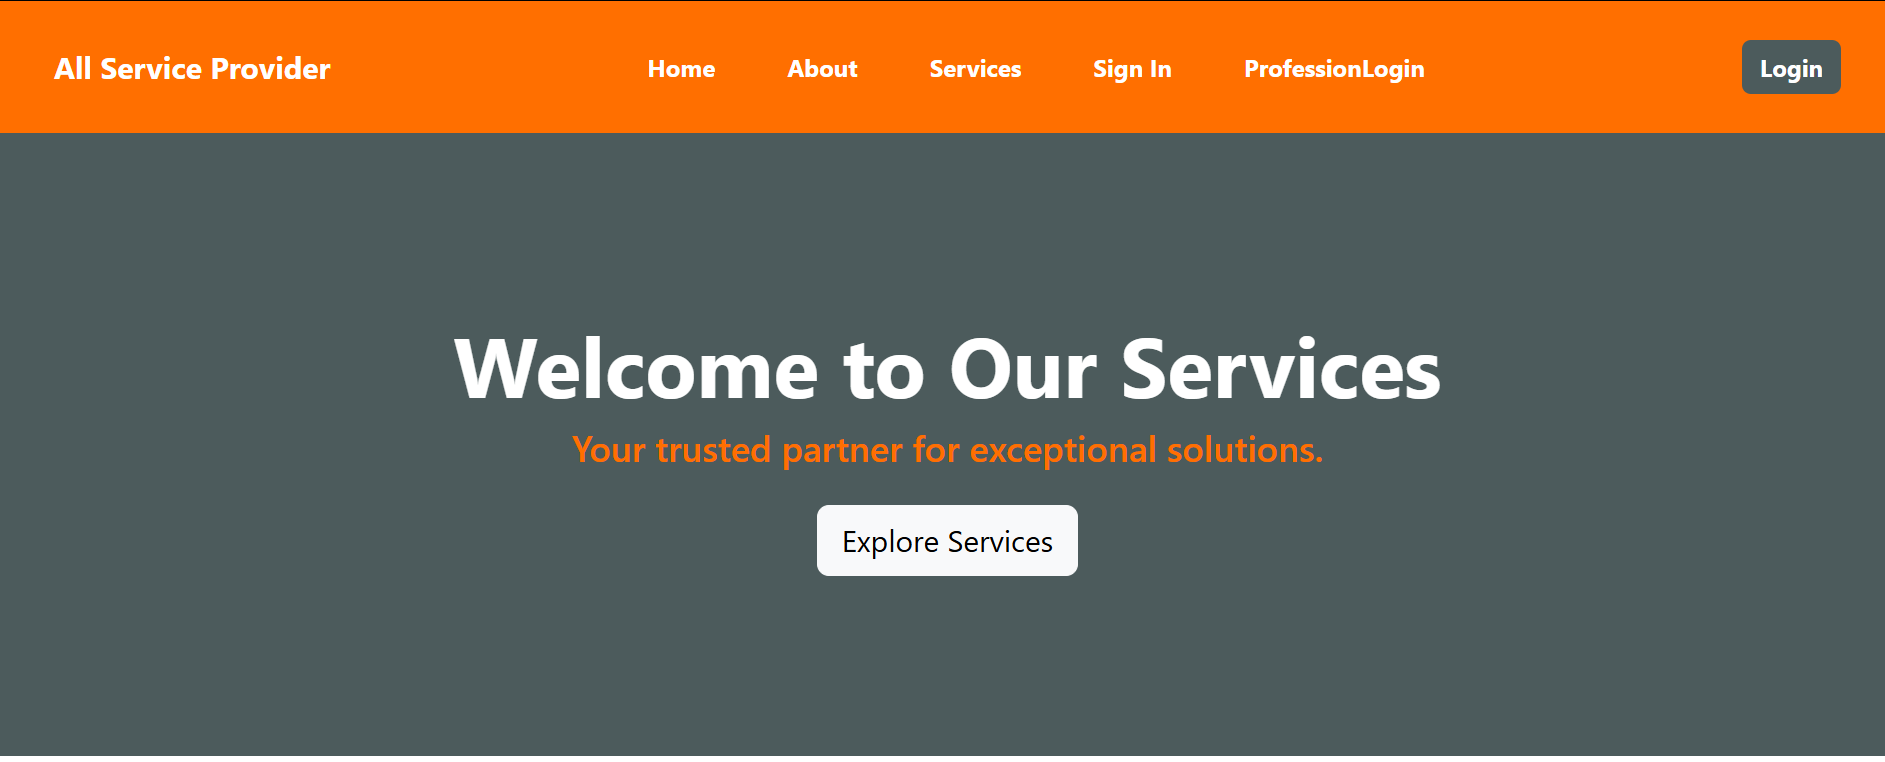 All Service Provider Home About Services Sign In ProfessionLogin Login
Welcome to Our Services
Your trusted partner for exceptional solutions.
Explore Services